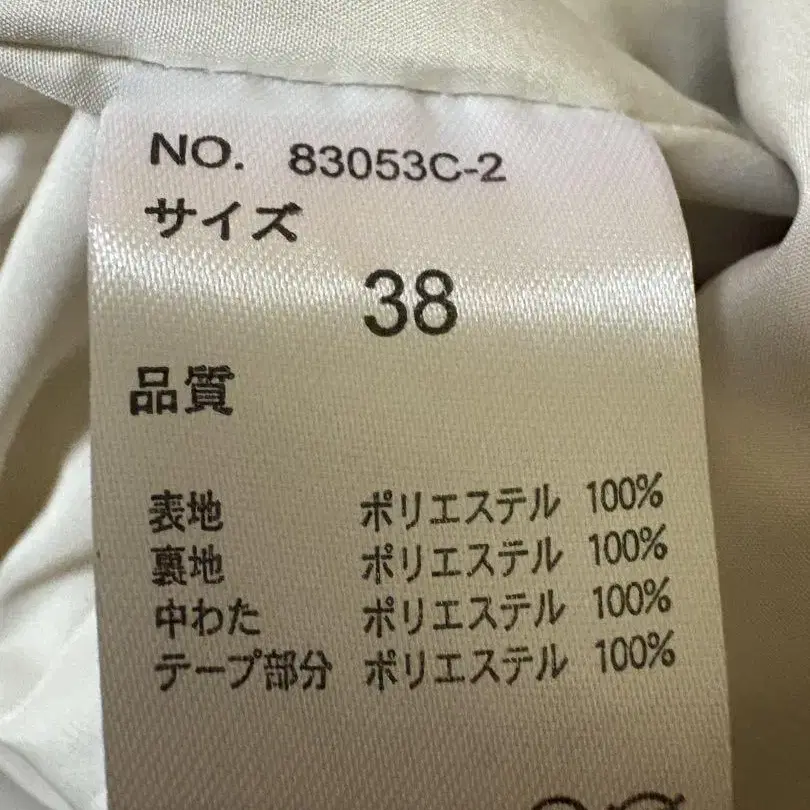 NO. 83053C-2
サイズ
38
品質
表地 ポリエステル 100%
裏地 ポリエステル 100%
中わた ポリエステル 100%
テープ部分 ポリエステル 100%